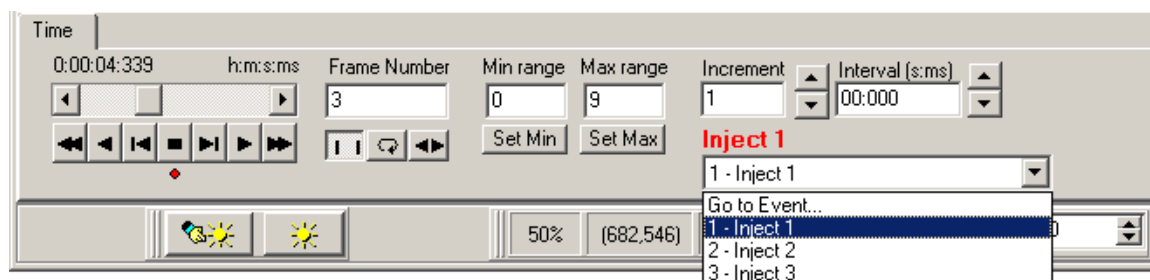 Time
0:00:04:339 h:m:s:ms Frame Number Min range Max range Increment Interval (s:ms)
3 0 9 1 00:000
Set Min Set Max Inject 1
1 - Inject 1
Go to Event...
50% (682,546) 1 - Inject 1
2 - Inject 2
3 - Inject 3